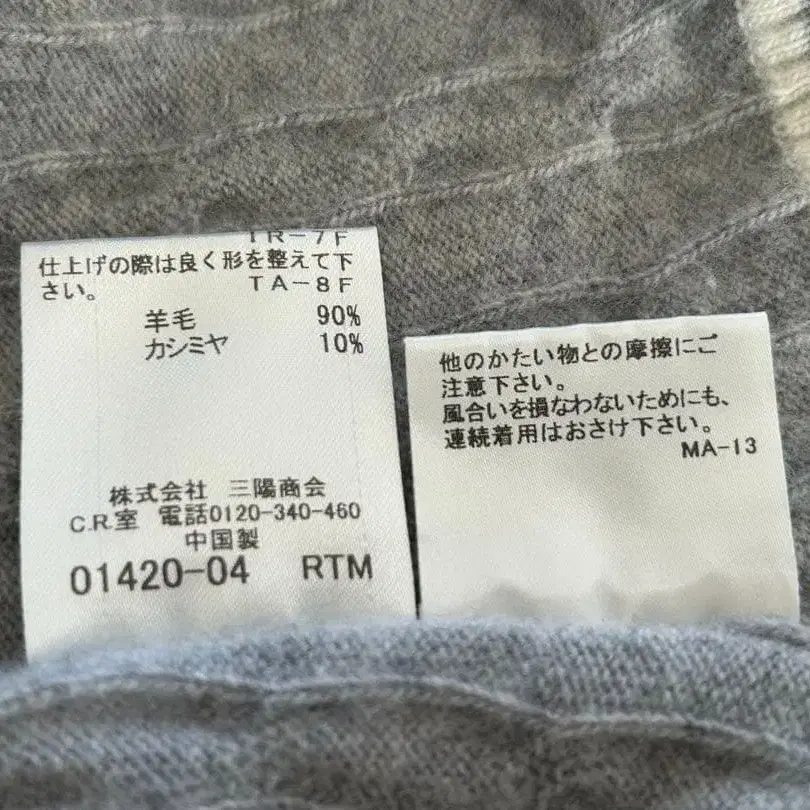 TR-7F
仕上げの際は良く形を整えて下
さい。 TA-8F
羊毛 90%
カシミヤ 10%
株式会社 三陽商会
C.R.室 電話0120-340-460
中国製
01420-04 RTM
他のかたい物との摩擦にご
注意下さい。
風合いを損なわないためにも、
連続着用はおさけ下さい。
MA-13